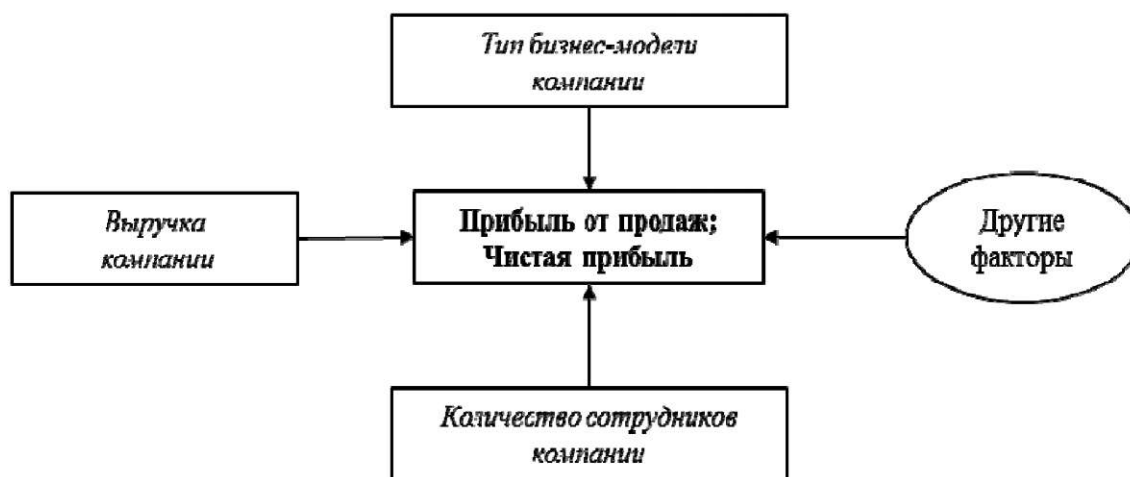 Тип бизнес-модели
компании
Выручка
компании
Прибыль от продаж;
Чистая прибыль
Другие
факторы
Количество сотрудников
компании